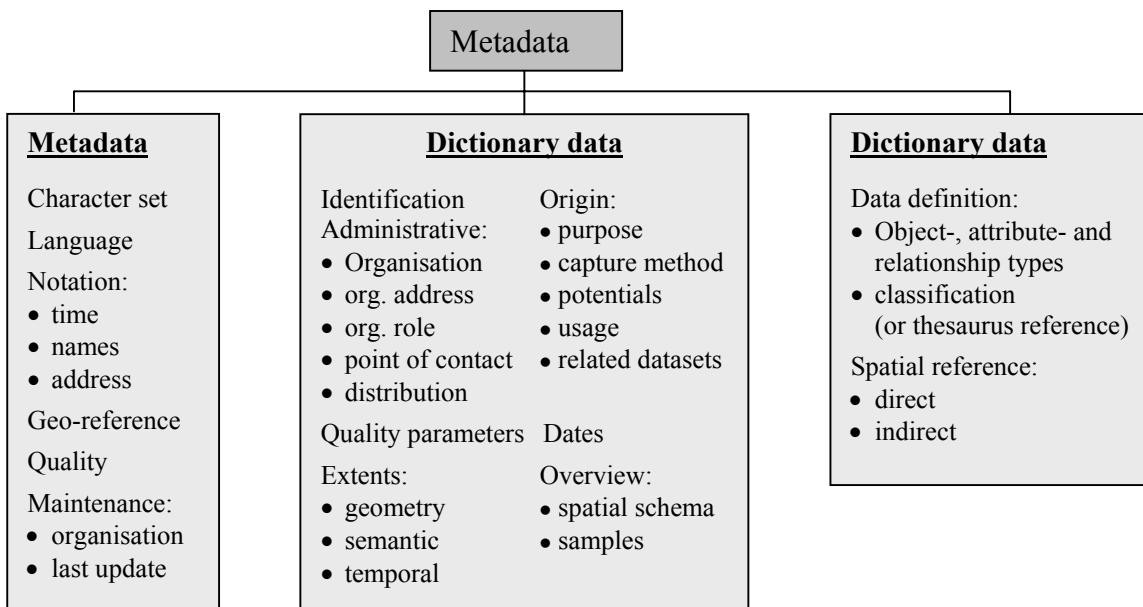 Metadata
Metadata
Character set
Language
Notation:
• time
• names
• address
Geo-reference
Quality
Maintenance:
• organisation
• last update
Dictionary data
Identification
Administrative:
• Organisation
• org. address
• org. role
• point of contact
• distribution
Quality parameters
Extents:
• geometry
• semantic
• temporal
Origin:
• purpose
• capture method
• potentials
• usage
• related datasets
Dates
Overview:
• spatial schema
• samples
Dictionary data
Data definition:
• Object-, attribute- and
relationship types
• classification
(or thesaurus reference)
Spatial reference:
• direct
• indirect